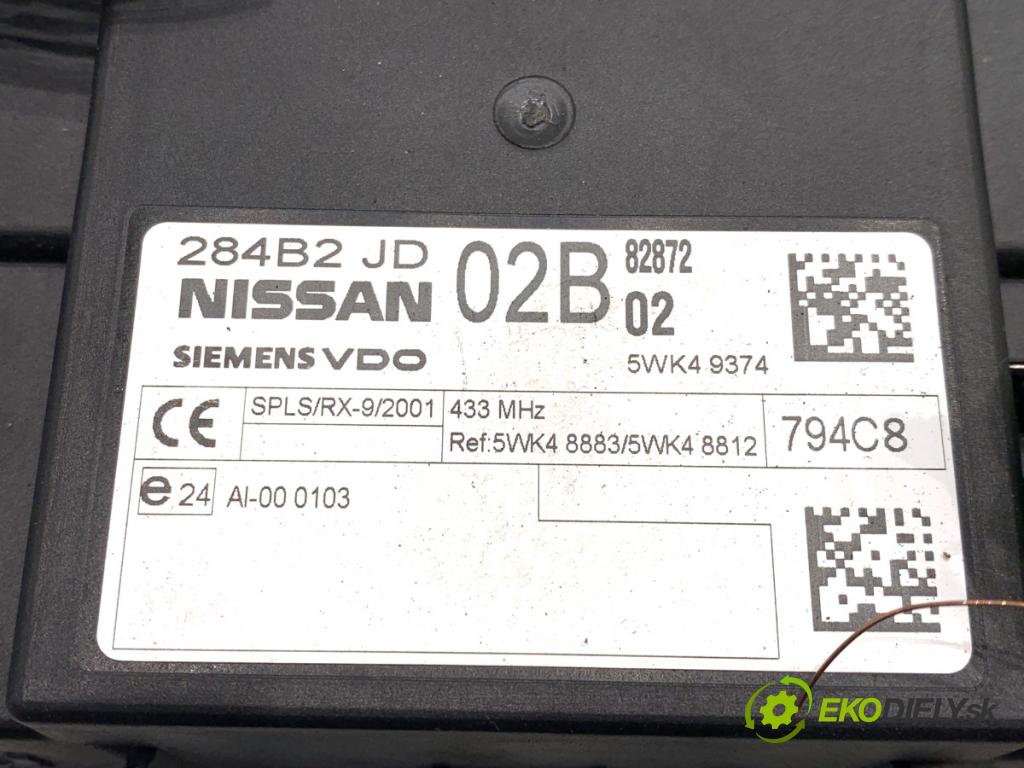 284B2 JD 02B 82872
NISSAN 02
SIEMENS VDO 5WK4 9374
CE SPLS/RX-9/2001 433 MHz 794C8
Ref:5WK4 8883/5WK4 8812
e 24 AI-00 0103
EKODIELY.sk